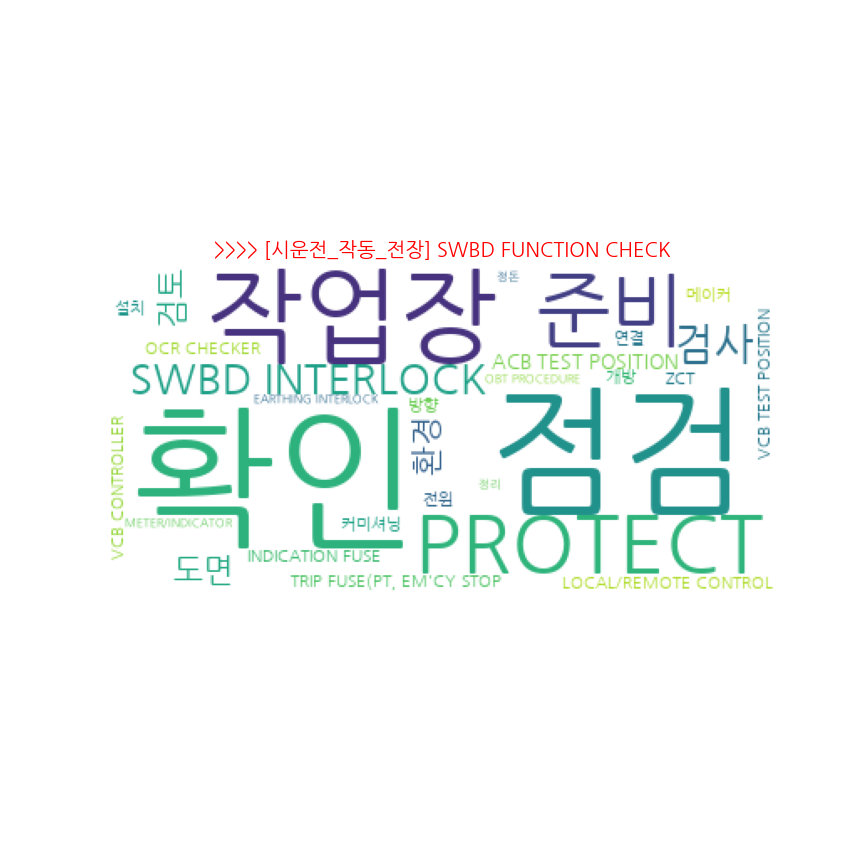 >>>> [시운전_작동_전장] SWBD FUNCTION CHECK
작업장
준비
정돈
메이커
설치
검토
연결
검사
OCR CHECKER
ACB TEST POSITION
SWBD INTERLOCK
OBT PROCEDURE
개방
ZCT
VCB TEST POSITION
EARTHING INTERLOCK
방향
확인
점검
환경
VCB CONTROLLER
정리
전원
METER/INDICATOR
커미셔닝
PROTECT
도면
INDICATION FUSE
TRIP FUSE(PT, EM'CY STOP
LOCAL/REMOTE CONTROL